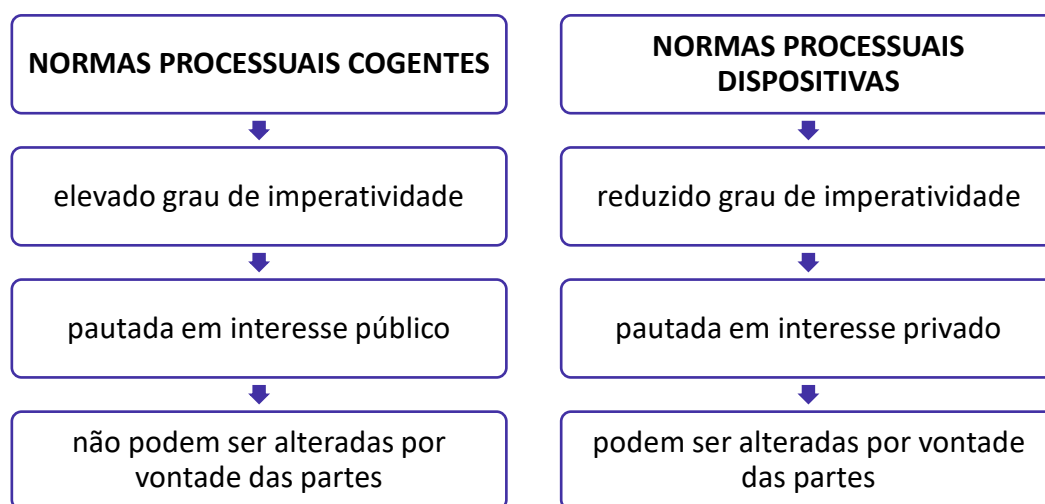 NORMAS PROCESSUAIS COGENTES
elevado grau de imperatividade
pautada em interesse público
não podem ser alteradas por
vontade das partes
NORMAS PROCESSUAIS
DISPOSITIVAS
reduzido grau de imperatividade
pautada em interesse privado
podem ser alteradas por vontade
das partes